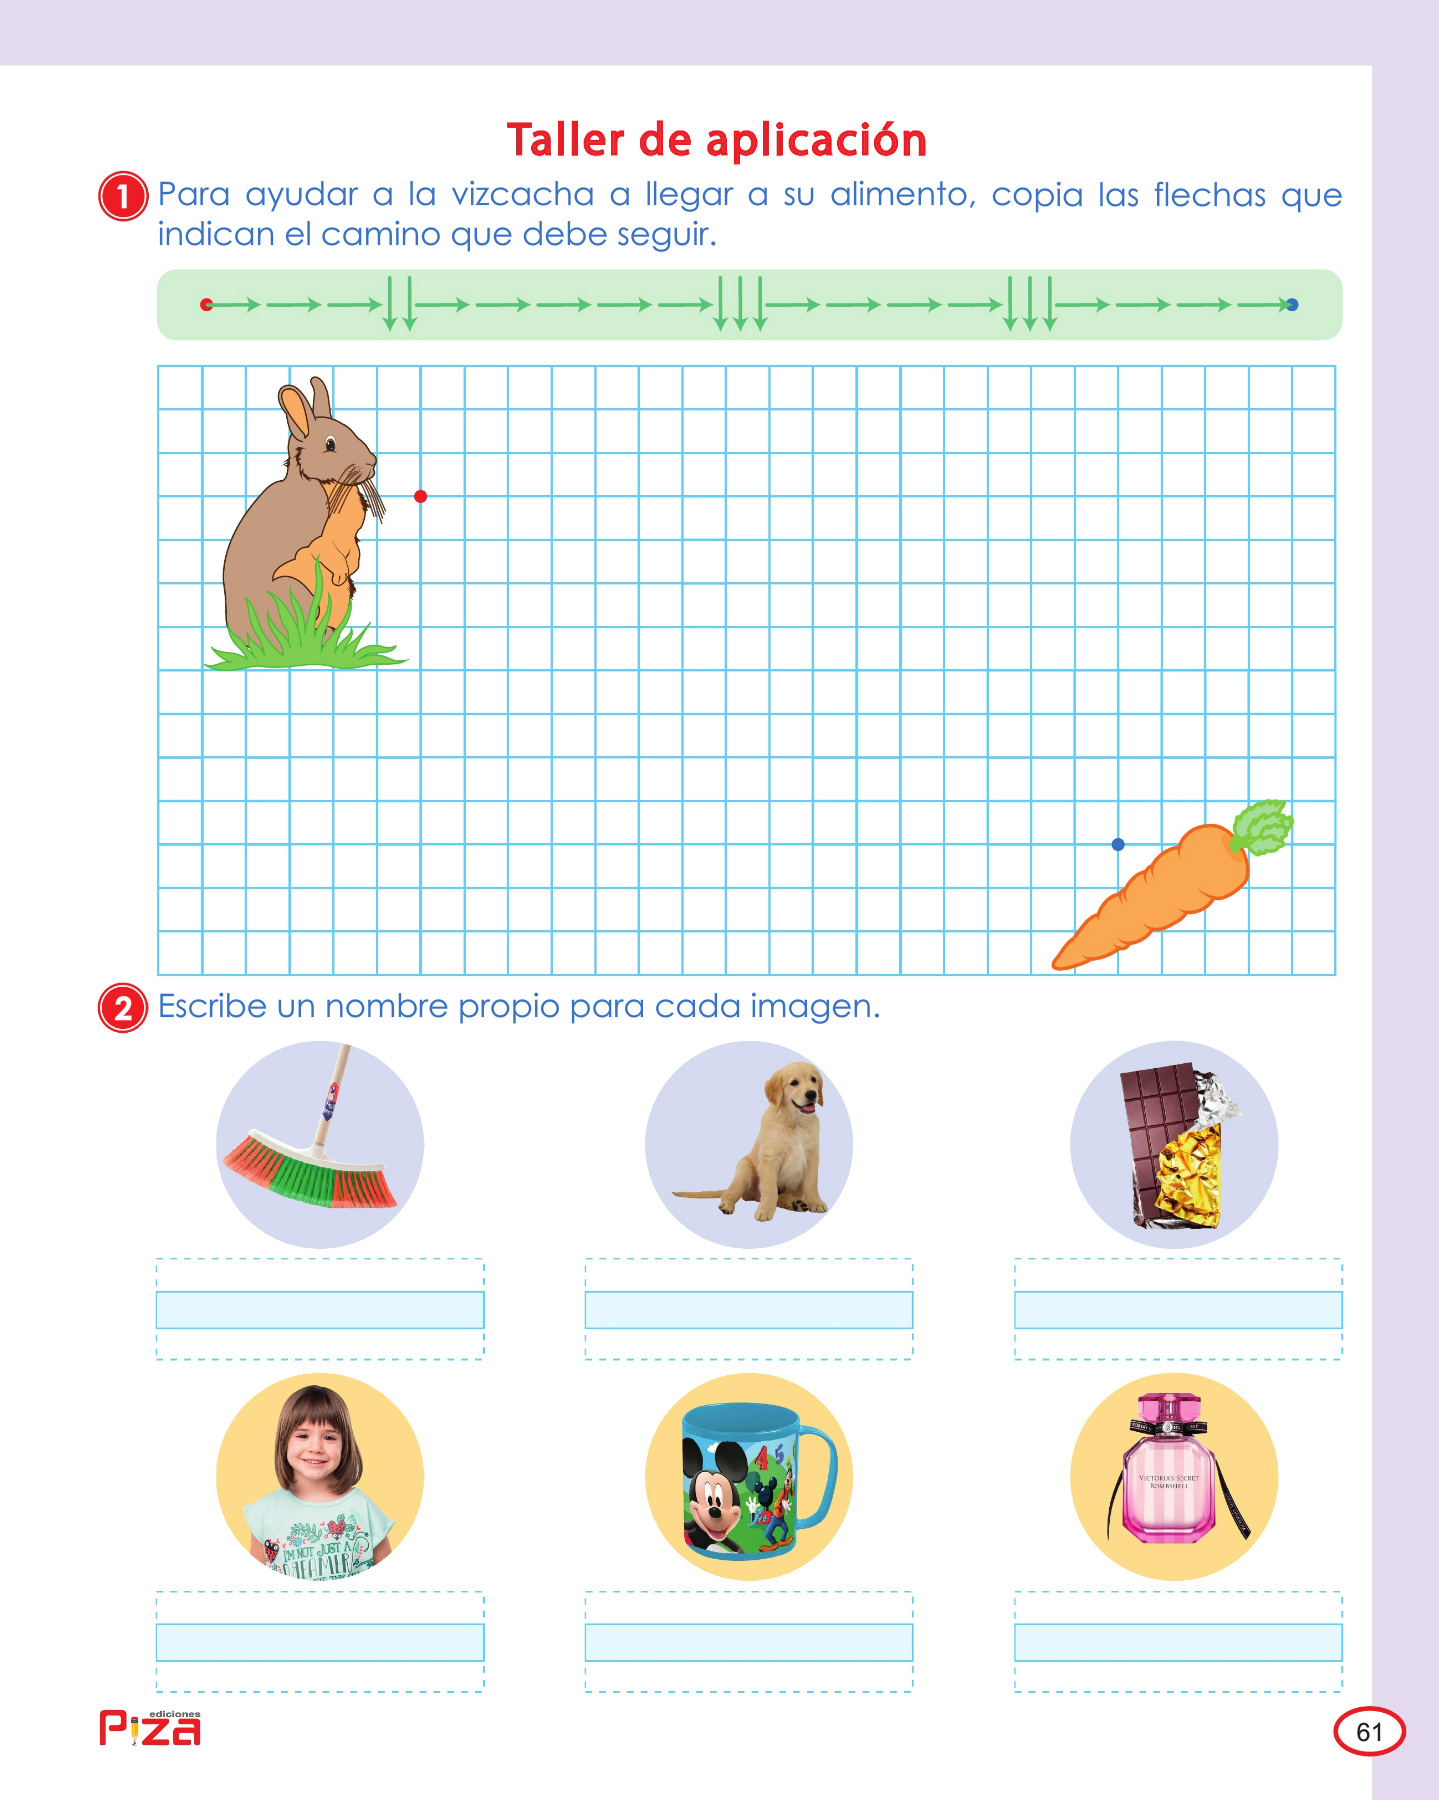 Taller de aplicación
1 Para ayudar a la vizcacha a llegar a su alimento, copia las flechas que
indican el camino que debe seguir.
2 Escribe un nombre propio para cada imagen.
I'M NOT JUST A
DREAMER
4 5
VICTORIA'S SECRET
BOMBSHELL
ediciones
Piza
61